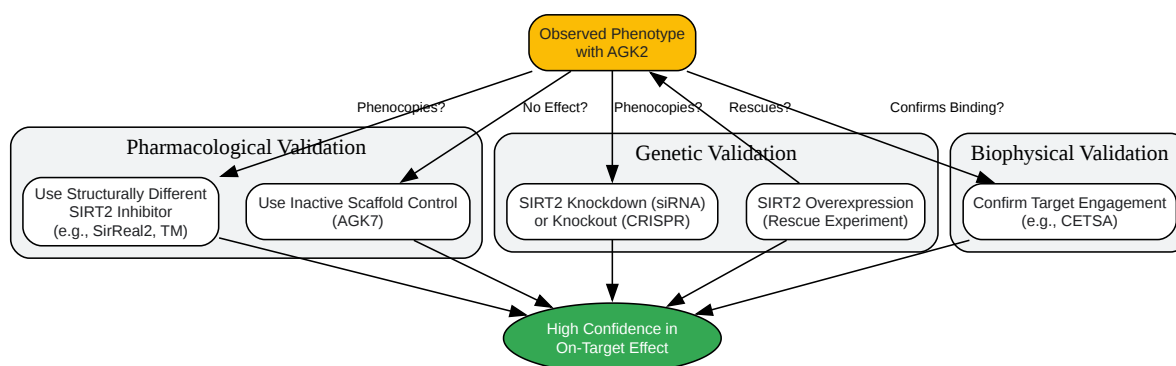 Observed Phenotype
with AGK2
Phenocopies?
No Effect?
Phenocopies?
Rescues?
Confirms Binding?
Pharmacological Validation
Genetic Validation
Biophysical Validation
Use Structurally Different
SIRT2 Inhibitor
(e.g., SirReal2, TM)
Use Inactive Scaffold Control
(AGK7)
SIRT2 Knockdown (siRNA)
or Knockout (CRISPR)
SIRT2 Overexpression
(Rescue Experiment)
Confirm Target Engagement
(e.g., CETSA)
High Confidence in
On-Target Effect